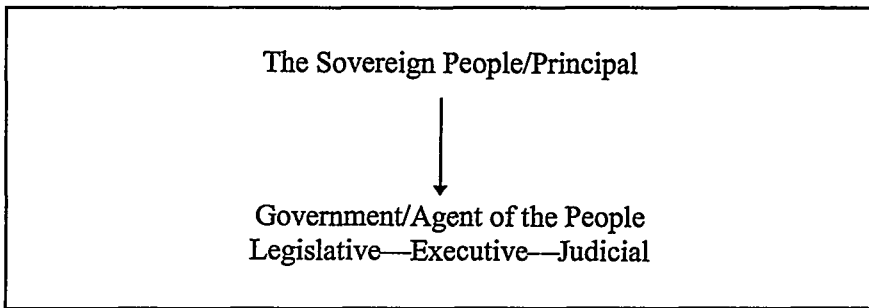 The Sovereign People/Principal
Government/Agent of the People
Legislative—Executive—Judicial